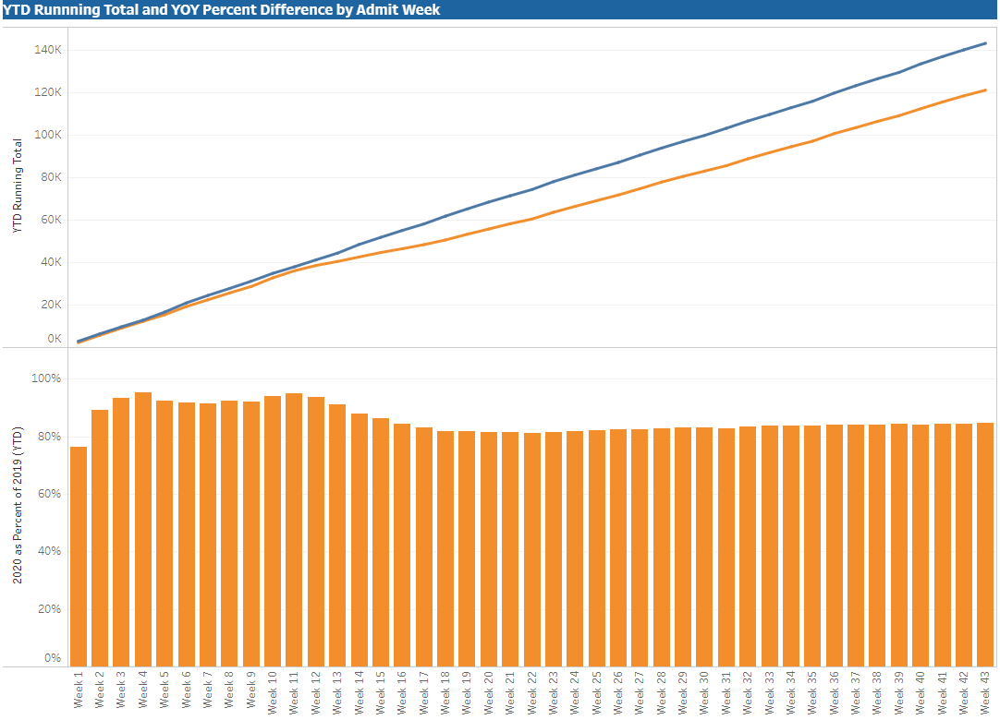 YTD Runnning Total and YOY Percent Difference by Admit Week
YTD Running Total
140K
120K
100K
80K
60K
40K
20K
0K
2020 as Percent of 2019 (YTD)
100%
80%
60%
40%
20%
0%
Week 1
Week 2
Week 3
Week 4
Week 5
Week 6
Week 7
Week 8
Week 9
Week 10
Week 11
Week 12
Week 13
Week 14
Week 15
Week 16
Week 17
Week 18
Week 19
Week 20
Week 21
Week 22
Week 23
Week 24
Week 25
Week 26
Week 27
Week 28
Week 29
Week 30
Week 31
Week 32
Week 33
Week 34
Week 35
Week 36
Week 37
Week 38
Week 39
Week 40
Week 41
Week 42
Week 43